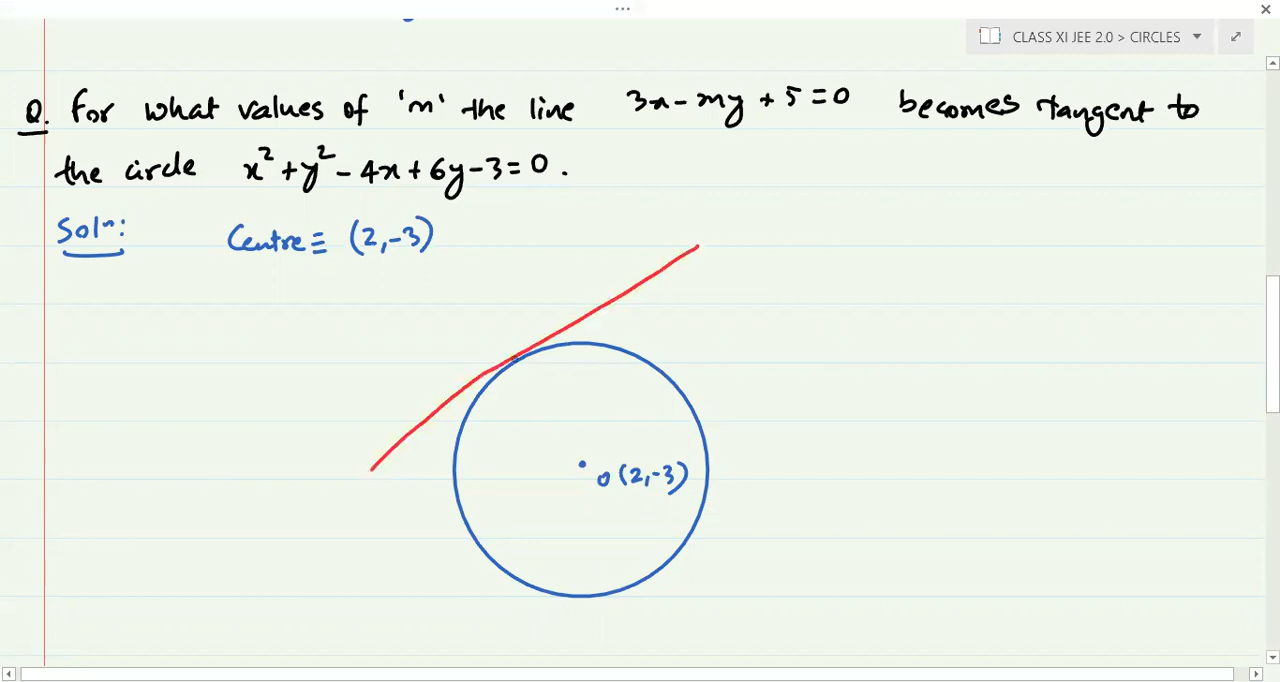 CLASS XI JEE 2.0 > CIRCLES
Q. For what values of 'm' the line 3x - my + 5 = 0 becomes tangent to
the circle x² + y² - 4x + 6y - 3 = 0 .
Solⁿ: Centre ≡ (2,-3)
O (2,-3)